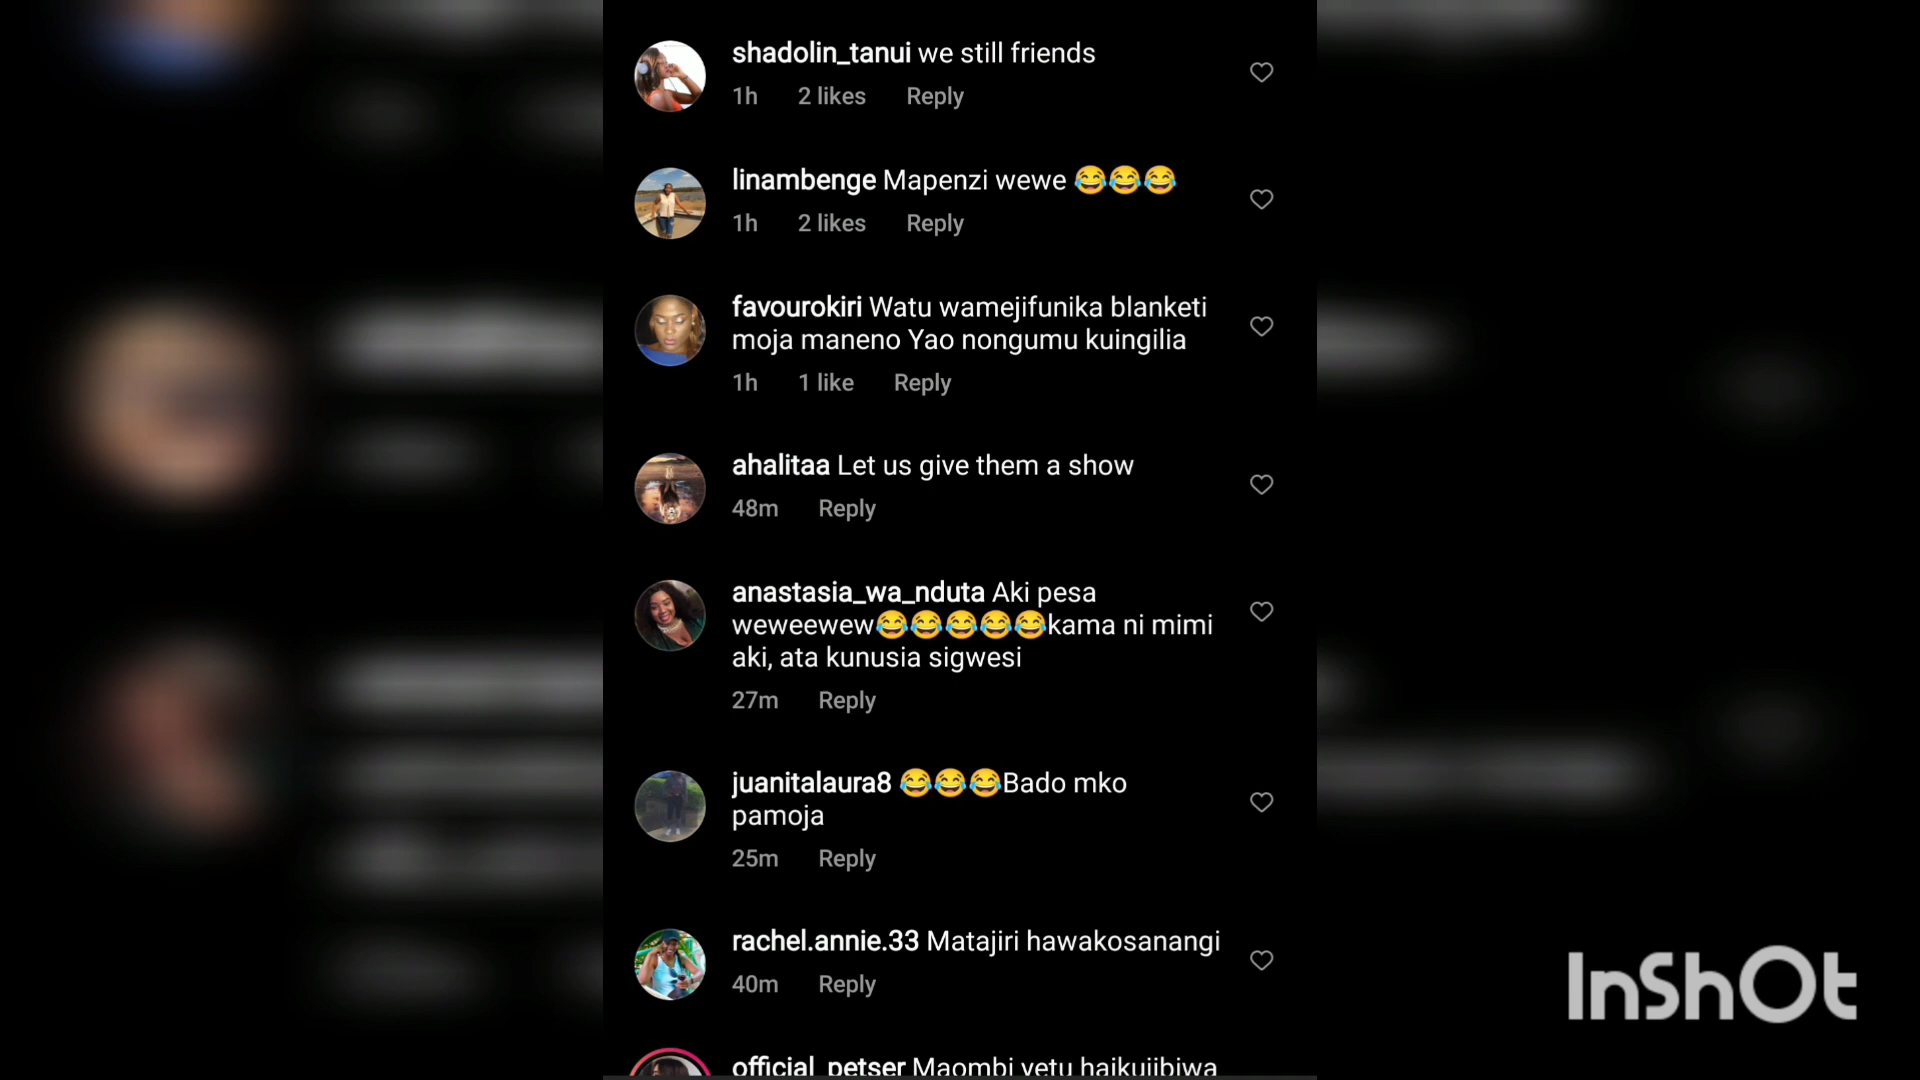 shadolin_tanui we still friends
1h 2 likes Reply
linambenge Mapenzi wewe 😂😂😂
1h 2 likes Reply
favourokiri Watu wamejifunika blanketi
moja maneno Yao nongumu kuingilia
1h 1 like Reply
ahalitaa Let us give them a show
48m Reply
anastasia_wa_nduta Aki pesa
weweewew😂😂😂😂😂kama ni mimi
aki, ata kunusia sigwesi
27m Reply
juanitalaura8 😂😂😂Bado mko
pamoja
25m Reply
rachel.annie.33 Matajiri hawakosanangi
40m Reply
official_petser Maombi yetu haikujibiwa
InShOt